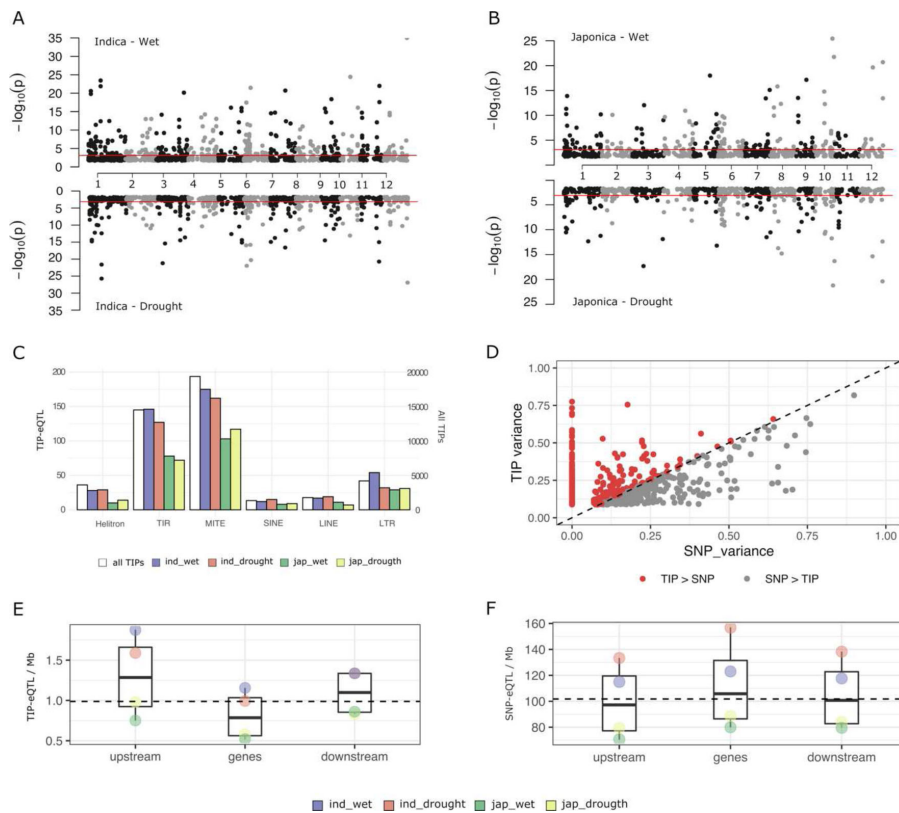 A
Indica - Wet
−log10(p)
35
30
25
20
15
10
5
0
1 2 3 4 5 6 7 8 9 10 11 12
0
5
10
15
20
25
30
35
−log10(p)
Indica - Drought
B
Japonica - Wet
−log10(p)
25
20
15
10
5
1 2 3 4 5 6 7 8 9 10 11 12
5
10
15
20
25
−log10(p)
Japonica - Drought
C
TIP-eQTL
200
150
100
50
0
All TIPs
20000
15000
10000
5000
0
Helitron TIR MITE SINE LINE LTR
all TIPs ind_wet ind_drought jap_wet jap_drougth
D
TIP variance
1.00
0.75
0.50
0.25
0.00
0.00 0.25 0.50 0.75 1.00
SNP_variance
TIP > SNP SNP > TIP
E
TIP-eQTL / Mb
1.5
1.0
0.5
upstream genes downstream
F
SNP-eQTL / Mb
160
140
120
100
80
upstream genes downstream
ind_wet ind_drought jap_wet jap_drougth